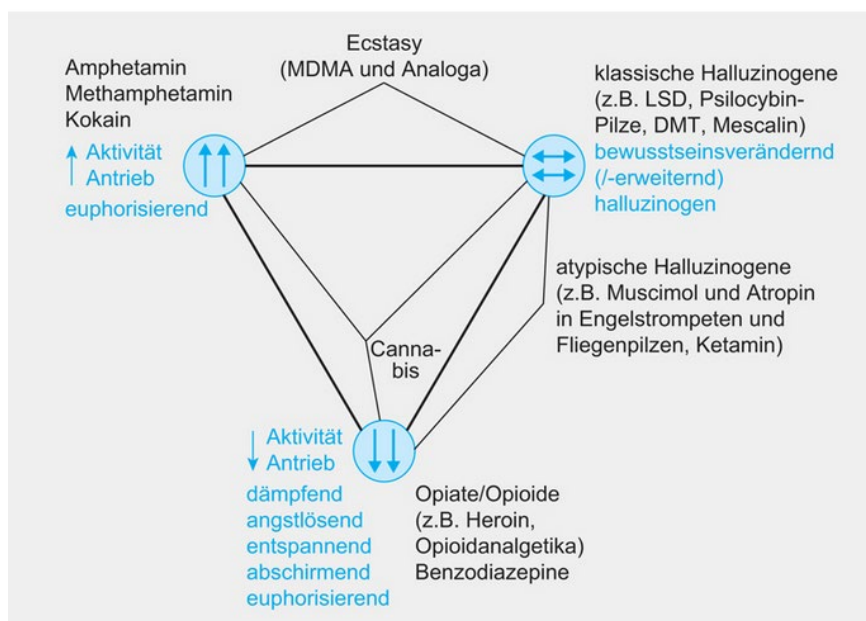 Ecstasy
(MDMA und Analoga)
Amphetamin
Methamphetamin
Kokain
Aktivität
Antrieb
euphorisierend
klassische Halluzinogene
(z.B. LSD, Psilocybin-
Pilze, DMT, Mescalin)
bewusstseinsverändernd
(/-erweiternd)
halluzinogen
atypische Halluzinogene
(z.B. Muscimol und Atropin
in Engelstrompeten und
Fliegenpilzen, Ketamin)
Canna-
bis
Aktivität
Antrieb
dämpfend
angstlösend
entspannend
abschirmend
euphorisierend
Opiate/Opioide
(z.B. Heroin,
Opioidanalgetika)
Benzodiazepine